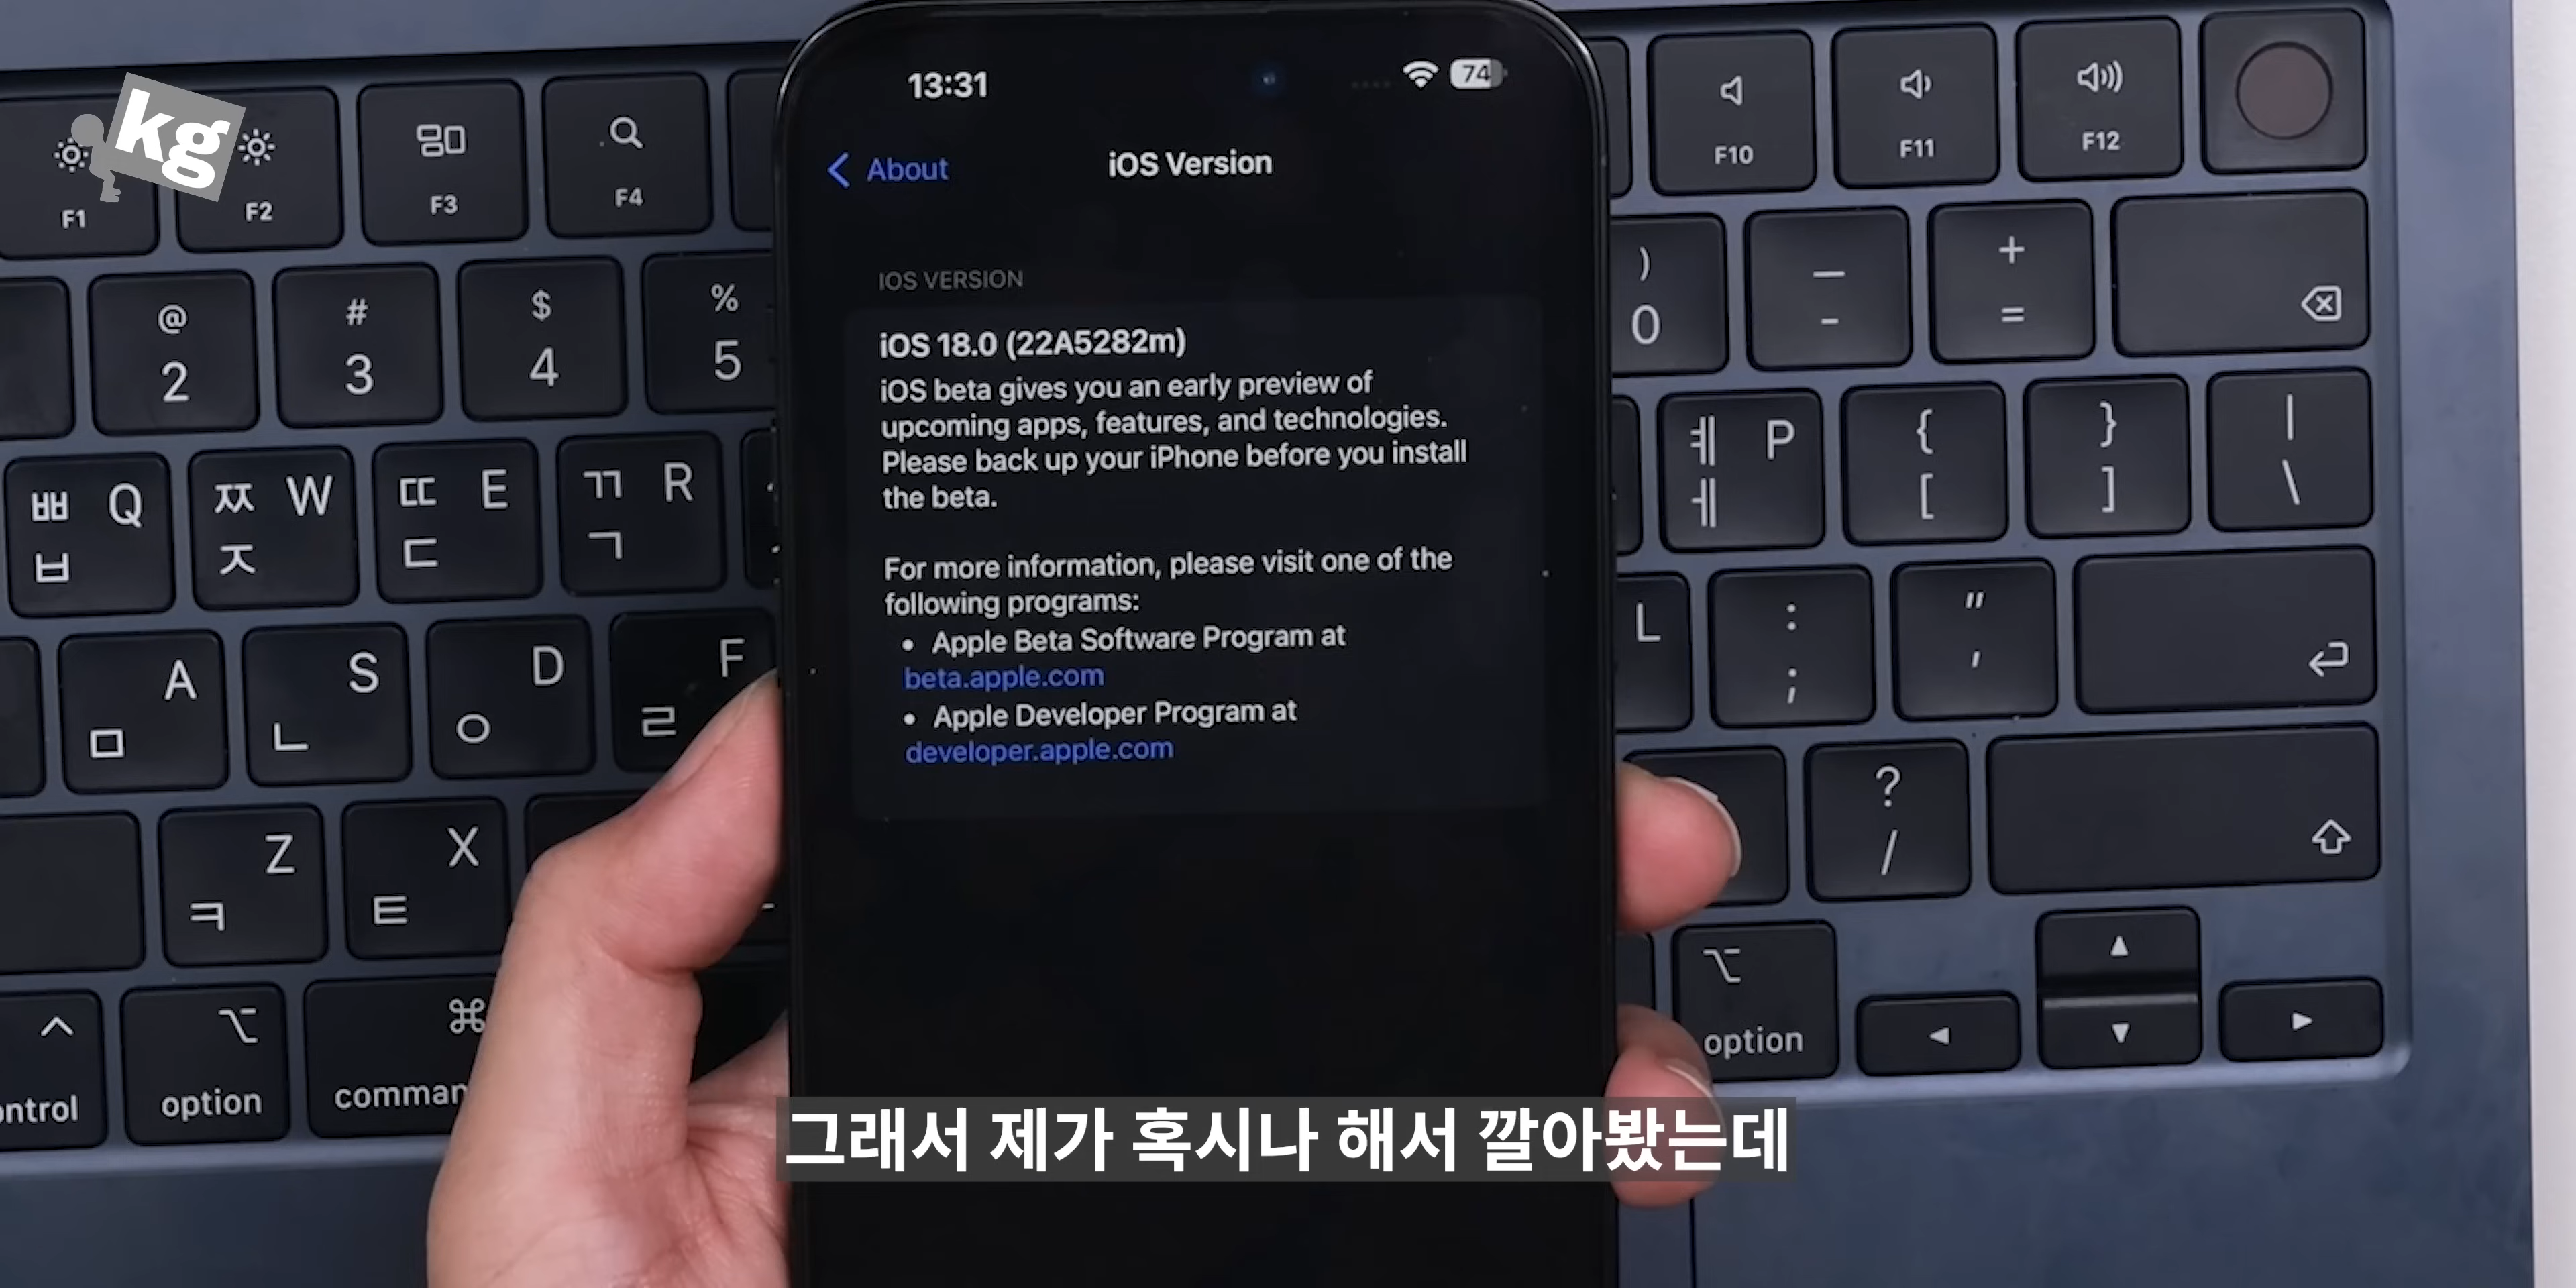 kg
13:31
74
About
iOS Version
IOS VERSION
iOS 18.0 (22A5282m)
iOS beta gives you an early preview of
upcoming apps, features, and technologies.
Please back up your iPhone before you install
the beta.
For more information, please visit one of the
following programs:
• Apple Beta Software Program at
beta.apple.com
• Apple Developer Program at
developer.apple.com
F1 F2 F3 F4
F10 F11 F12
@ # $ %
2 3 4 5
) _ +
0 - =
ㅃ Q ㅉ W ㄸ E ㄲ R
ㅂ ㅈ ㄷ ㄱ
ㅖ P { } |
ㅔ [ ] \
A S D F
ㅁ ㄴ ㅇ ㄹ
L : "
; '
Z X
ㅋ ㅌ
?
/
option
option
그래서 제가 혹시나 해서 깔아봤는데